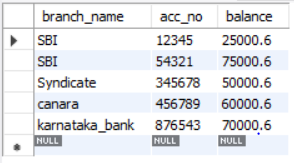 branch_name acc_no balance
SBI 12345 25000.6
SBI 54321 75000.6
Syndicate 345678 50000.6
canara 456789 60000.6
karnataka_bank 876543 70000.6
NULL NULL NULL